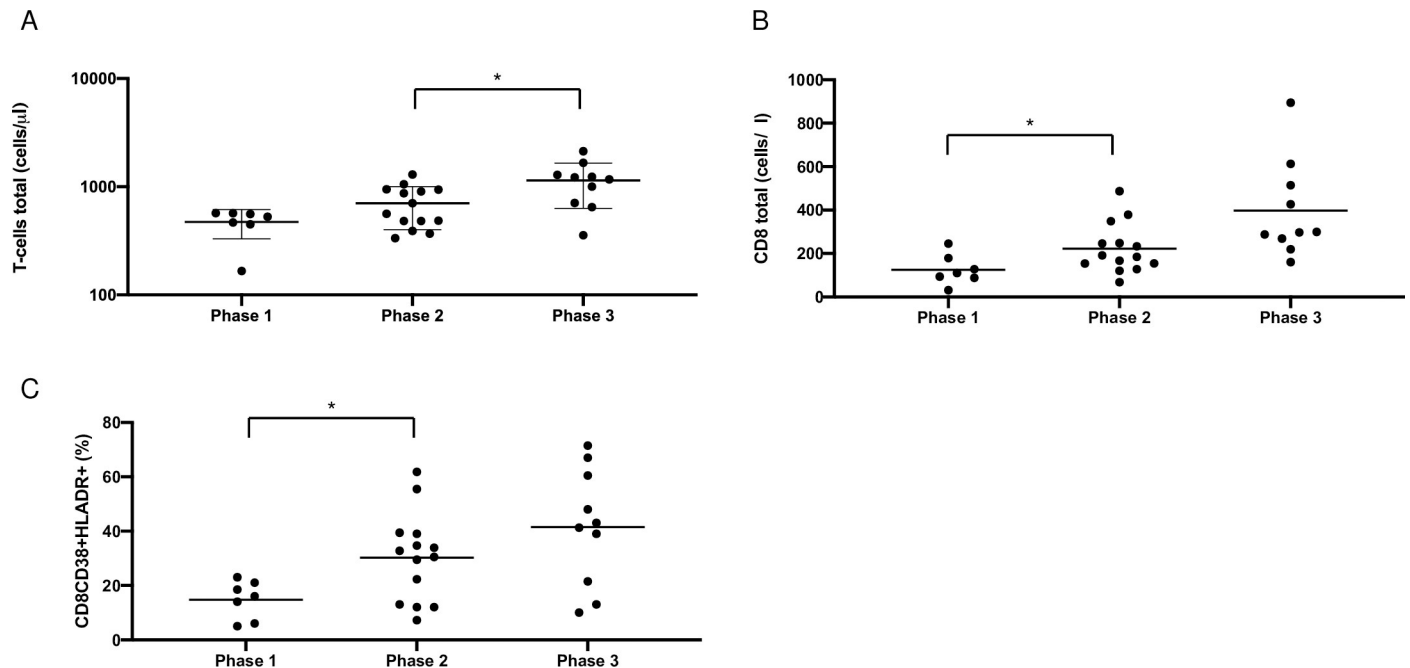 A
T-cells total (cells/µl)
10000
1000
100
*
Phase 1
Phase 2
Phase 3
B
CD8 total (cells/ l)
1000
800
600
400
200
0
*
Phase 1
Phase 2
Phase 3
C
CD8CD38+HLADR+ (%)
80
60
40
20
0
*
Phase 1
Phase 2
Phase 3